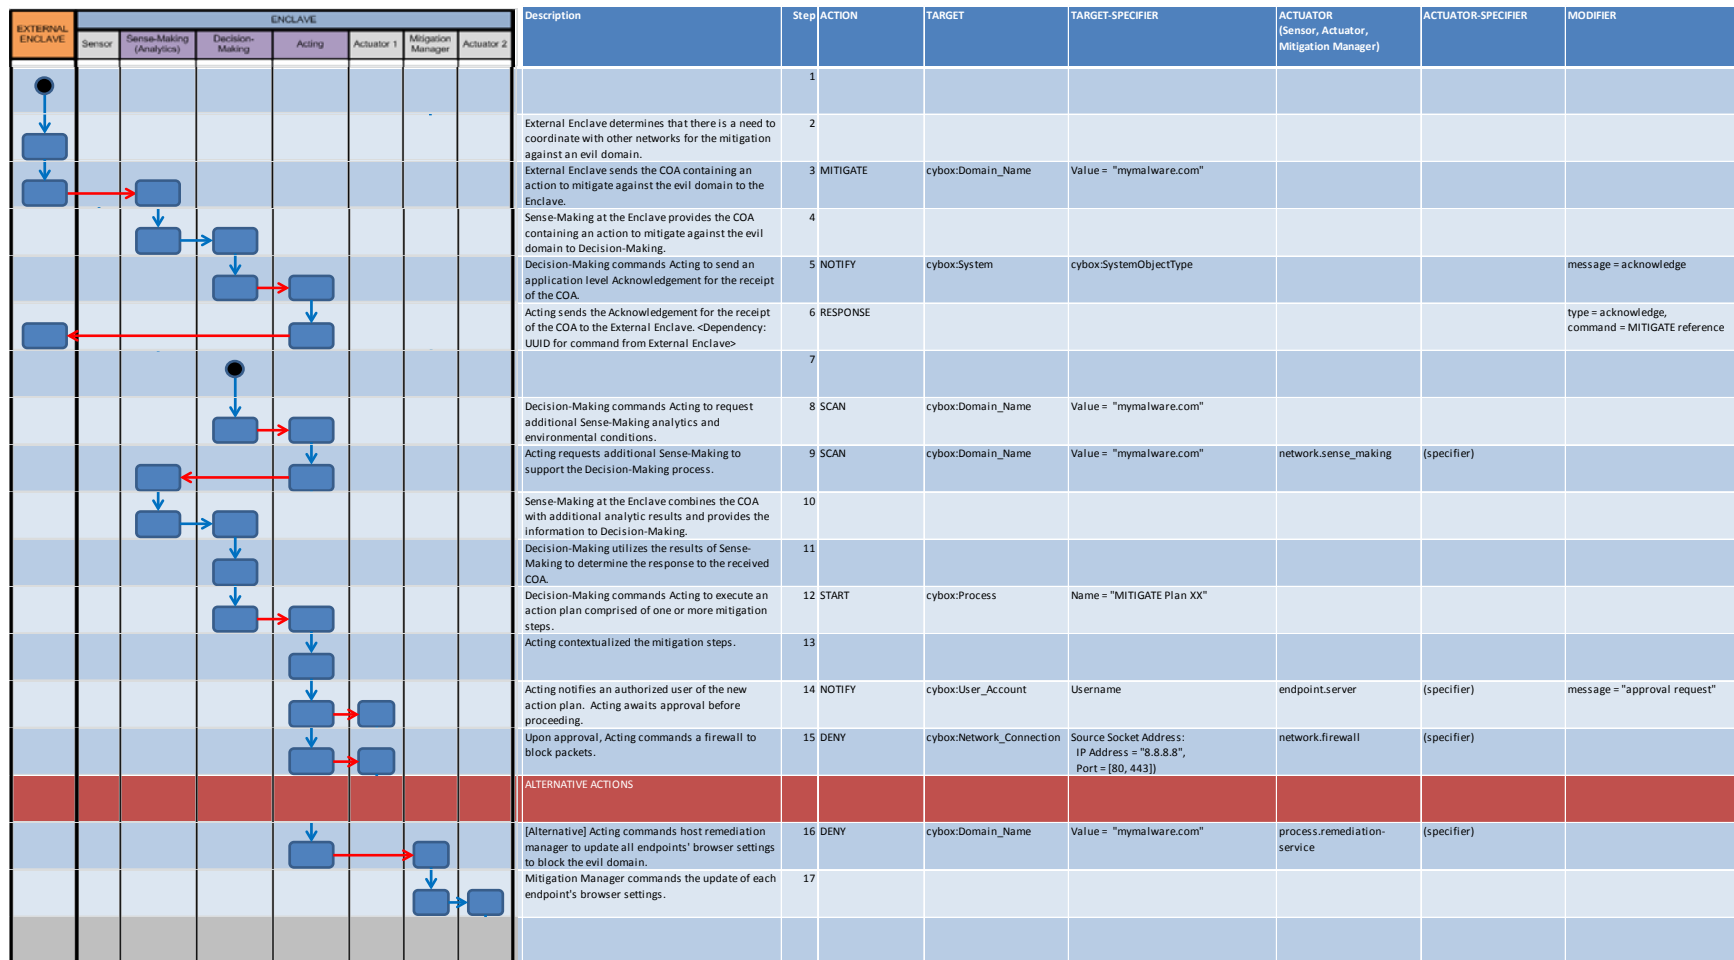 EXTERNAL
ENCLAVE
ENCLAVE
Sensor
Sense-Making
(Analytics)
Decision-
Making
Acting
Actuator 1
Mitigation
Manager
Actuator 2
Description
Step
ACTION
TARGET
TARGET-SPECIFIER
ACTUATOR
(Sensor, Actuator,
Mitigation Manager)
ACTUATOR-SPECIFIER
MODIFIER
1
External Enclave determines that there is a need to
coordinate with other networks for the mitigation
against an evil domain.
2
External Enclave sends the COA containing an
action to mitigate against the evil domain to the
Enclave.
3
MITIGATE
cybox:Domain_Name
Value = "mymalware.com"
Sense-Making at the Enclave provides the COA
containing an action to mitigate against the evil
domain to Decision-Making.
4
Decision-Making commands Acting to send an
application level Acknowledgement for the receipt
of the COA.
5
NOTIFY
cybox:System
cybox:SystemObjectType
message = acknowledge
Acting sends the Acknowledgement for the receipt
of the COA to the External Enclave. <Dependency:
UUID for command from External Enclave>
6
RESPONSE
type = acknowledge,
command = MITIGATE reference
7
Decision-Making commands Acting to request
additional Sense-Making analytics and
environmental conditions.
8
SCAN
cybox:Domain_Name
Value = "mymalware.com"
Acting requests additional Sense-Making to
support the Decision-Making process.
9
SCAN
cybox:Domain_Name
Value = "mymalware.com"
network.sense_making
(specifier)
Sense-Making at the Enclave combines the COA
with additional analytic results and provides the
information to Decision-Making.
10
Decision-Making utilizes the results of Sense-
Making to determine the response to the received
COA.
11
Decision-Making commands Acting to execute an
action plan comprised of one or more mitigation
steps.
12
START
cybox:Process
Name = "MITIGATE Plan XX"
Acting contextualized the mitigation steps.
13
Acting notifies an authorized user of the new
action plan.  Acting awaits approval before
proceeding.
14
NOTIFY
cybox:User_Account
Username
endpoint.server
(specifier)
message = "approval request"
Upon approval, Acting commands a firewall to
block packets.
15
DENY
cybox:Network_Connection
Source Socket Address:
IP Address = "8.8.8.8",
Port = [80, 443])
network.firewall
(specifier)
ALTERNATIVE ACTIONS
[Alternative] Acting commands host remediation
manager to update all endpoints' browser settings
to block the evil domain.
16
DENY
cybox:Domain_Name
Value = "mymalware.com"
process.remediation-
service
(specifier)
Mitigation Manager commands the update of each
endpoint's browser settings.
17